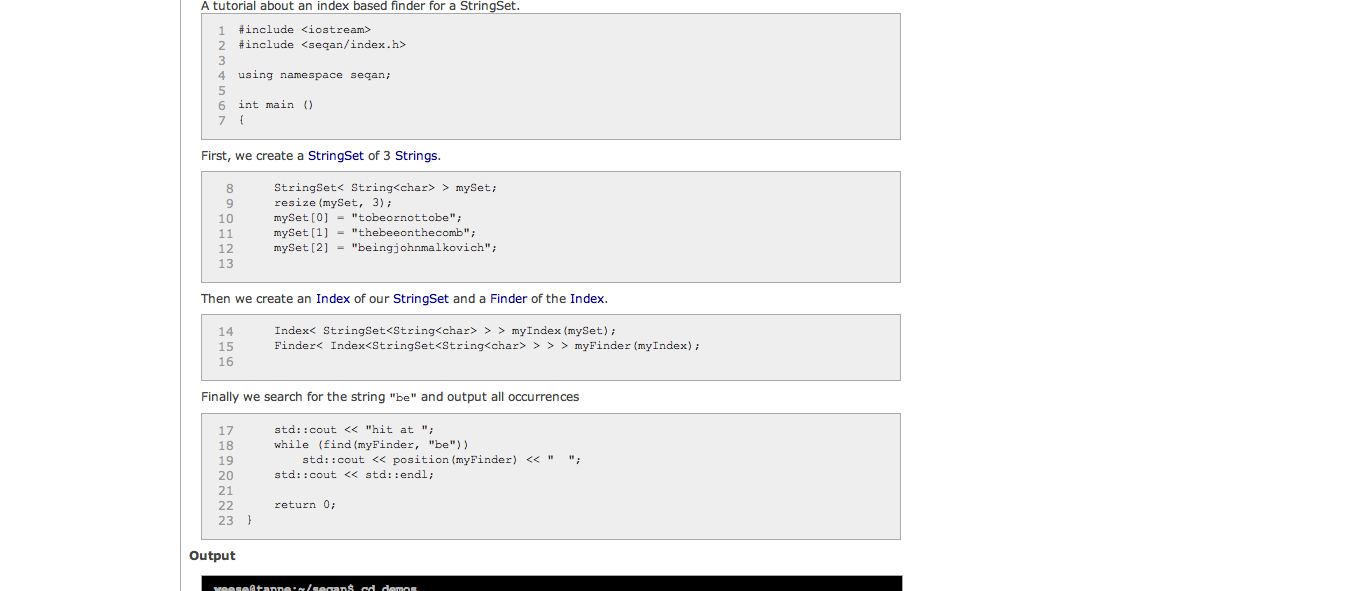 A tutorial about an index based finder for a StringSet.
1 #include <iostream>
2 #include <seqan/index.h>
3
4 using namespace seqan;
5
6 int main ()
7 {
First, we create a StringSet of 3 Strings.
8 StringSet< String<char> > mySet;
9 resize(mySet, 3);
10 mySet[0] = "tobeornottobe";
11 mySet[1] = "thebeeonthecomb";
12 mySet[2] = "beingjohnmalkovich";
13
Then we create an Index of our StringSet and a Finder of the Index.
14 Index< StringSet<String<char> > > myIndex(mySet);
15 Finder< Index<StringSet<String<char> > > > myFinder(myIndex);
16
Finally we search for the string "be" and output all occurrences
17 std::cout << "hit at ";
18 while (find(myFinder, "be"))
19 std::cout << position(myFinder) << "  ";
20 std::cout << std::endl;
21
22 return 0;
23 }
Output
weese@tanne:~/seqan$ cd demos